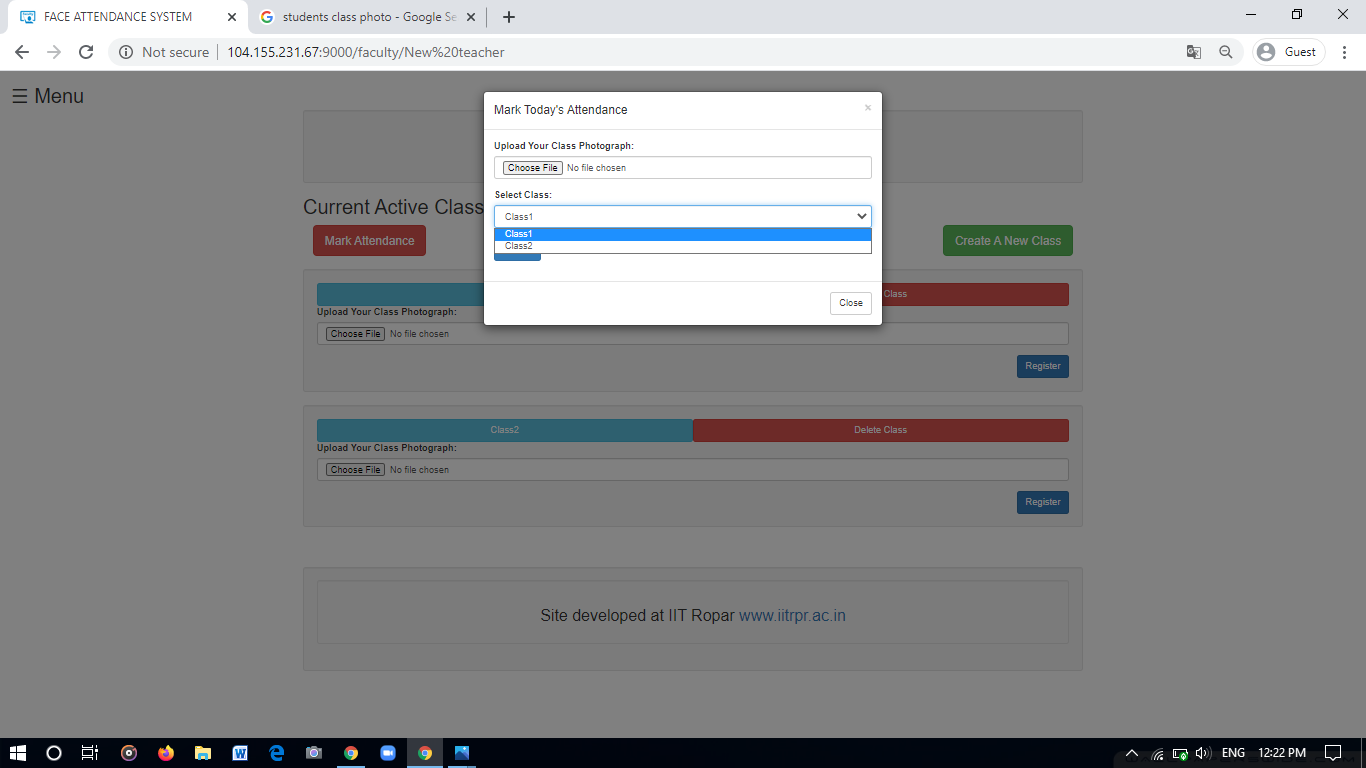 FACE ATTENDANCE SYSTEM
students class photo - Google Se
Not secure
104.155.231.67:9000/faculty/New%20teacher
Guest
☰ Menu
Mark Today's Attendance
×
Upload Your Class Photograph:
Choose File No file chosen
Select Class:
Class1
Class1
Class2
Close
Current Active Class
Mark Attendance
Create A New Class
Class
Upload Your Class Photograph:
Choose File No file chosen
Register
Class2
Delete Class
Upload Your Class Photograph:
Choose File No file chosen
Register
Site developed at IIT Ropar www.iitrpr.ac.in
ENG
12:22 PM